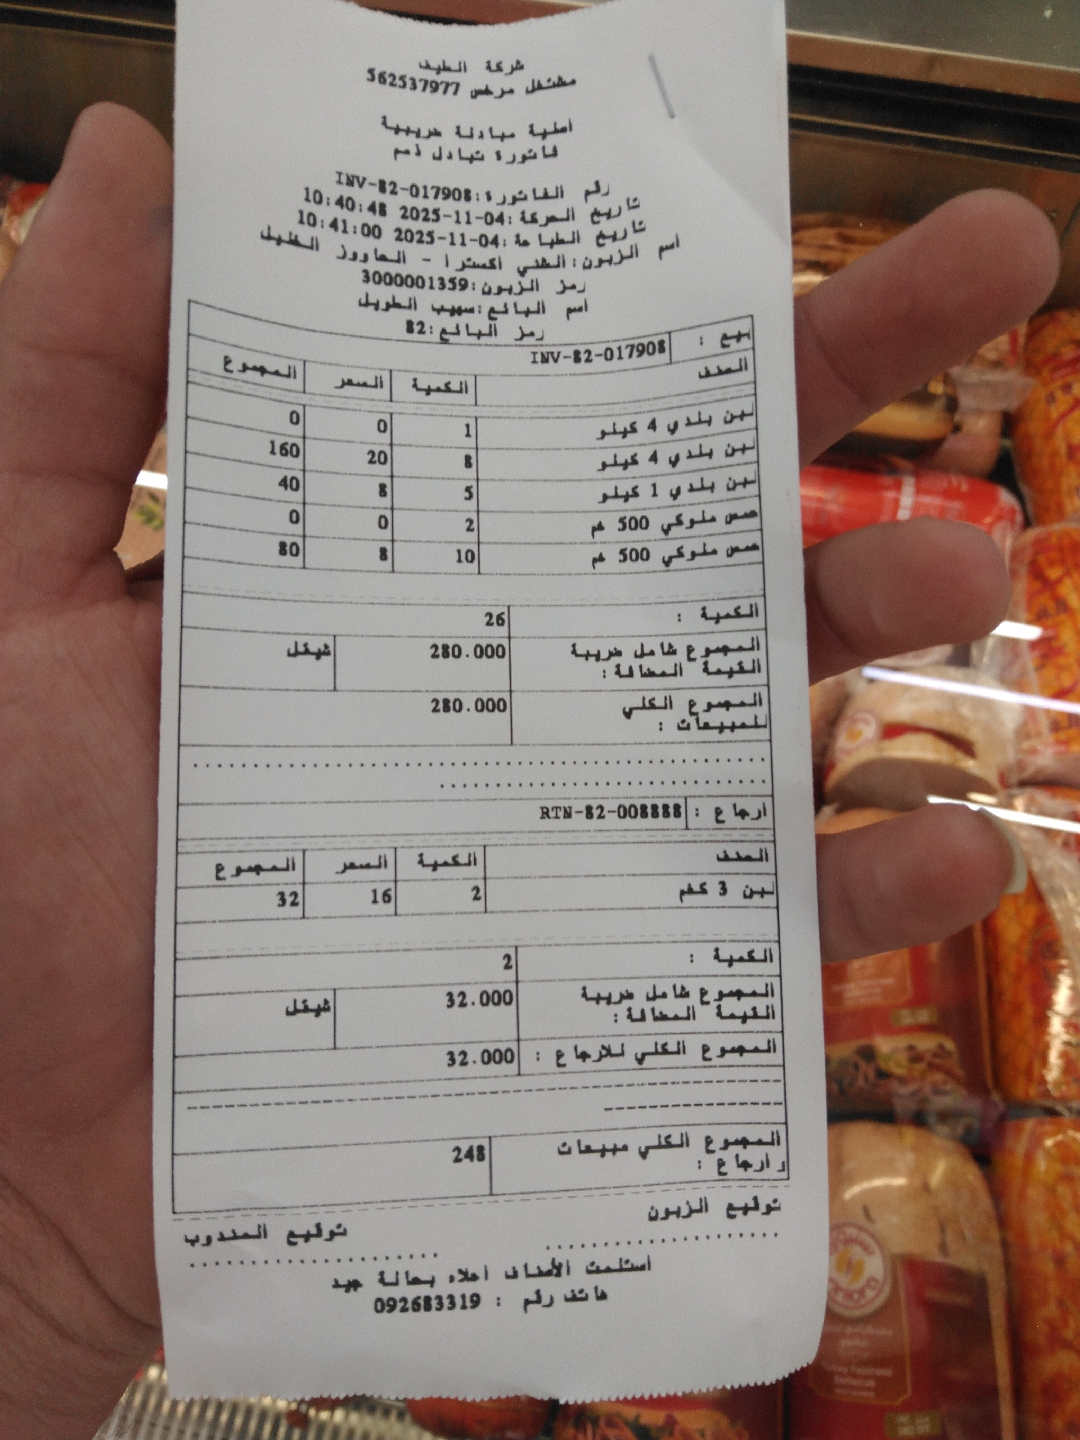 شركة الطيف
مشتغل مرخص 562537977
أصلية مبادلة ضريبية
فاتورة تبادل ذمم
رقم الفاتورة: INV-82-017908
تاريخ الحركة: 2025-11-04 10:40:48
تاريخ الطباعة: 2025-11-04 10:41:00
اسم الزبون: الشني اكسترا - الحاووز الخليل
رمز الزبون: 3000001359
اسم البائع: سهيب الطويل
رمز البائع: 82
بيع : INV-82-017908
الصنف الكمية السعر المجموع
لبن بلدي 4 كيلو 1 0 0
لبن بلدي 4 كيلو 8 20 160
لبن بلدي 1 كيلو 5 8 40
حمص ملوكي 500 غم 2 0 0
حمص ملوكي 500 غم 10 8 80
الكمية : 26
المجموع شامل ضريبة 280.000 شيقل
القيمة المضافة :
المجموع الكلي 280.000
للمبيعات :
ارجاع : RTN-82-008888
الصنف الكمية السعر المجموع
لبن 3 كغم 2 16 32
الكمية : 2
المجموع شامل ضريبة 32.000 شيقل
القيمة المضافة :
المجموع الكلي للارجاع : 32.000
المجموع الكلي مبيعات 248
و ارجاع :
توقيع الزبون توقيع المندوب
استلمت الأصناف اعلاه بحالة جيد
هاتف رقم : 092683319